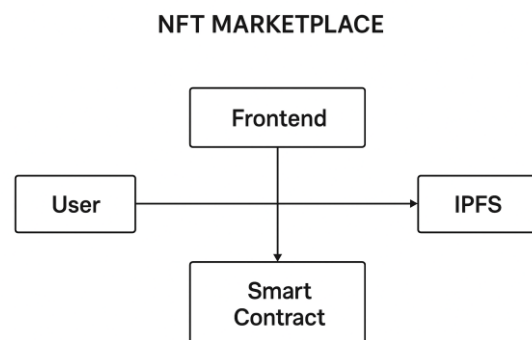 NFT MARKETPLACE
Frontend
User
IPFS
Smart
Contract